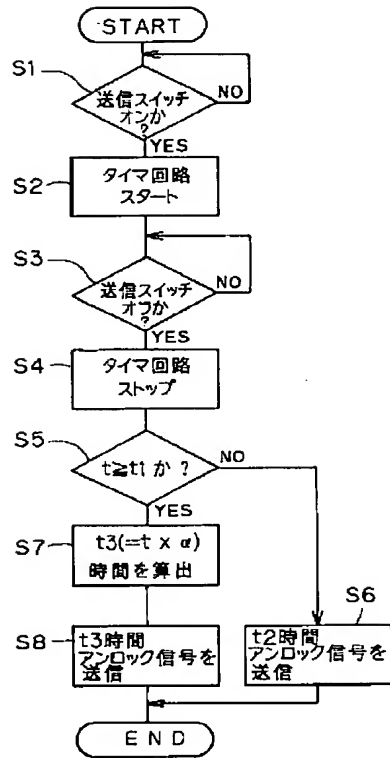 START
S1
送信スイッチ
オンか
?
NO
YES
S2
タイマ回路
スタート
S3
送信スイッチ
オフか
?
NO
YES
S4
タイマ回路
ストップ
S5
t≧t1か?
NO
YES
S7
t3(=t x α)
時間を算出
S6
t2時間
アンロック信号を
送信
S8
t3時間
アンロック信号を
送信
END